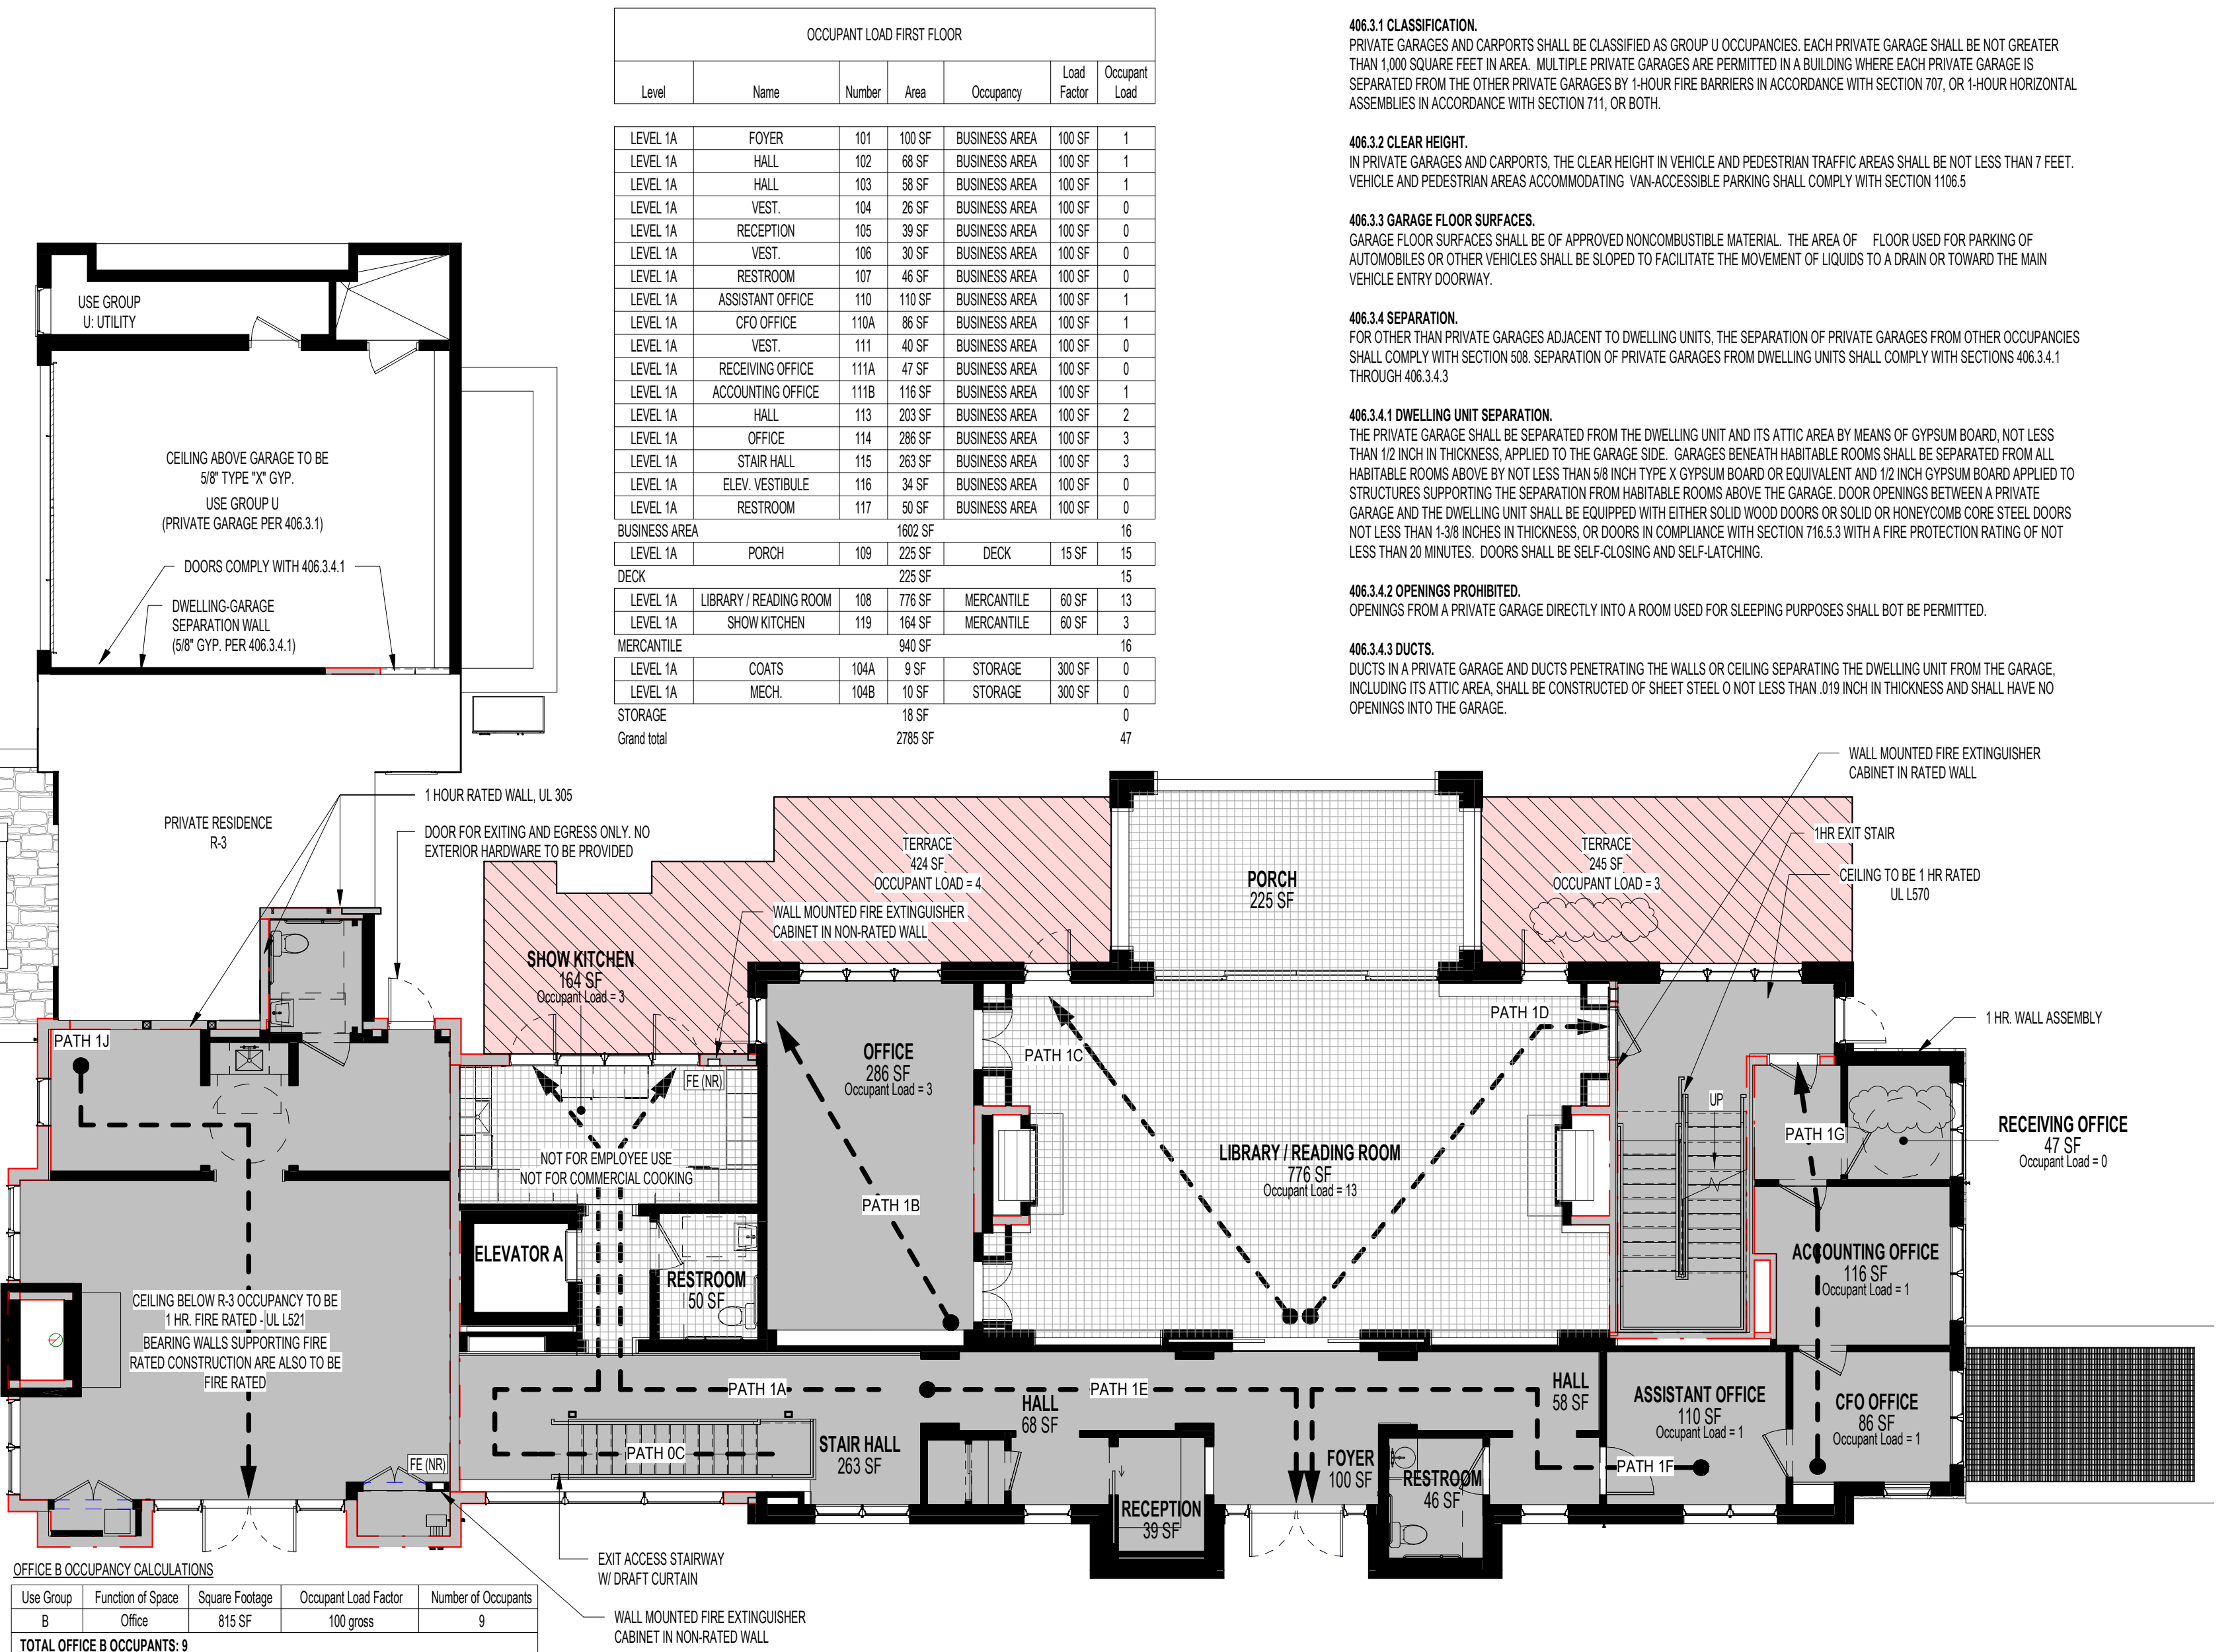 OCCUPANT LOAD FIRST FLOOR
Level Name Number Area Occupancy Load Factor Occupant Load
LEVEL 1A FOYER 101 100 SF BUSINESS AREA 100 SF 1
LEVEL 1A HALL 102 68 SF BUSINESS AREA 100 SF 1
LEVEL 1A HALL 103 58 SF BUSINESS AREA 100 SF 1
LEVEL 1A VEST. 104 26 SF BUSINESS AREA 100 SF 0
LEVEL 1A RECEPTION 105 39 SF BUSINESS AREA 100 SF 0
LEVEL 1A VEST. 106 30 SF BUSINESS AREA 100 SF 0
LEVEL 1A RESTROOM 107 46 SF BUSINESS AREA 100 SF 0
LEVEL 1A ASSISTANT OFFICE 110 110 SF BUSINESS AREA 100 SF 1
LEVEL 1A CFO OFFICE 110A 86 SF BUSINESS AREA 100 SF 1
LEVEL 1A VEST. 111 40 SF BUSINESS AREA 100 SF 0
LEVEL 1A RECEIVING OFFICE 111A 47 SF BUSINESS AREA 100 SF 0
LEVEL 1A ACCOUNTING OFFICE 111B 116 SF BUSINESS AREA 100 SF 1
LEVEL 1A HALL 113 203 SF BUSINESS AREA 100 SF 2
LEVEL 1A OFFICE 114 286 SF BUSINESS AREA 100 SF 3
LEVEL 1A STAIR HALL 115 263 SF BUSINESS AREA 100 SF 3
LEVEL 1A ELEV. VESTIBULE 116 34 SF BUSINESS AREA 100 SF 0
LEVEL 1A RESTROOM 117 50 SF BUSINESS AREA 100 SF 0
BUSINESS AREA 1602 SF 16
LEVEL 1A PORCH 109 225 SF DECK 15 SF 15
DECK 225 SF 15
LEVEL 1A LIBRARY / READING ROOM 108 776 SF MERCANTILE 60 SF 13
LEVEL 1A SHOW KITCHEN 119 164 SF MERCANTILE 60 SF 3
MERCANTILE 940 SF 16
LEVEL 1A COATS 104A 9 SF STORAGE 300 SF 0
LEVEL 1A MECH. 104B 10 SF STORAGE 300 SF 0
STORAGE 18 SF 0
Grand total 2785 SF 47
406.3.1 CLASSIFICATION.
PRIVATE GARAGES AND CARPORTS SHALL BE CLASSIFIED AS GROUP U OCCUPANCIES. EACH PRIVATE GARAGE SHALL BE NOT GREATER
THAN 1,000 SQUARE FEET IN AREA. MULTIPLE PRIVATE GARAGES ARE PERMITTED IN A BUILDING WHERE EACH PRIVATE GARAGE IS
SEPARATED FROM THE OTHER PRIVATE GARAGES BY 1-HOUR FIRE BARRIERS IN ACCORDANCE WITH SECTION 707, OR 1-HOUR HORIZONTAL
ASSEMBLIES IN ACCORDANCE WITH SECTION 711, OR BOTH.
406.3.2 CLEAR HEIGHT.
IN PRIVATE GARAGES AND CARPORTS, THE CLEAR HEIGHT IN VEHICLE AND PEDESTRIAN TRAFFIC AREAS SHALL BE NOT LESS THAN 7 FEET.
VEHICLE AND PEDESTRIAN AREAS ACCOMMODATING VAN-ACCESSIBLE PARKING SHALL COMPLY WITH SECTION 1106.5
406.3.3 GARAGE FLOOR SURFACES.
GARAGE FLOOR SURFACES SHALL BE OF APPROVED NONCOMBUSTIBLE MATERIAL. THE AREA OF FLOOR USED FOR PARKING OF
AUTOMOBILES OR OTHER VEHICLES SHALL BE SLOPED TO FACILITATE THE MOVEMENT OF LIQUIDS TO A DRAIN OR TOWARD THE MAIN
VEHICLE ENTRY DOORWAY.
406.3.4 SEPARATION.
FOR OTHER THAN PRIVATE GARAGES ADJACENT TO DWELLING UNITS, THE SEPARATION OF PRIVATE GARAGES FROM OTHER OCCUPANCIES
SHALL COMPLY WITH SECTION 508. SEPARATION OF PRIVATE GARAGES FROM DWELLING UNITS SHALL COMPLY WITH SECTIONS 406.3.4.1
THROUGH 406.3.4.3
406.3.4.1 DWELLING UNIT SEPARATION.
THE PRIVATE GARAGE SHALL BE SEPARATED FROM THE DWELLING UNIT AND ITS ATTIC AREA BY MEANS OF GYPSUM BOARD, NOT LESS
THAN 1/2 INCH IN THICKNESS, APPLIED TO THE GARAGE SIDE. GARAGES BENEATH HABITABLE ROOMS SHALL BE SEPARATED FROM ALL
HABITABLE ROOMS ABOVE BY NOT LESS THAN 5/8 INCH TYPE X GYPSUM BOARD OR EQUIVALENT AND 1/2 INCH GYPSUM BOARD APPLIED TO
STRUCTURES SUPPORTING THE SEPARATION FROM HABITABLE ROOMS ABOVE THE GARAGE. DOOR OPENINGS BETWEEN A PRIVATE
GARAGE AND THE DWELLING UNIT SHALL BE EQUIPPED WITH EITHER SOLID WOOD DOORS OR SOLID OR HONEYCOMB CORE STEEL DOORS
NOT LESS THAN 1-3/8 INCHES IN THICKNESS, OR DOORS IN COMPLIANCE WITH SECTION 716.5.3 WITH A FIRE PROTECTION RATING OF NOT
LESS THAN 20 MINUTES. DOORS SHALL BE SELF-CLOSING AND SELF-LATCHING.
406.3.4.2 OPENINGS PROHIBITED.
OPENINGS FROM A PRIVATE GARAGE DIRECTLY INTO A ROOM USED FOR SLEEPING PURPOSES SHALL BOT BE PERMITTED.
406.3.4.3 DUCTS.
DUCTS IN A PRIVATE GARAGE AND DUCTS PENETRATING THE WALLS OR CEILING SEPARATING THE DWELLING UNIT FROM THE GARAGE,
INCLUDING ITS ATTIC AREA, SHALL BE CONSTRUCTED OF SHEET STEEL O NOT LESS THAN .019 INCH IN THICKNESS AND SHALL HAVE NO
OPENINGS INTO THE GARAGE.
USE GROUP
U: UTILITY
CEILING ABOVE GARAGE TO BE
5/8" TYPE "X" GYP.
USE GROUP U
(PRIVATE GARAGE PER 406.3.1)
DOORS COMPLY WITH 406.3.4.1
DWELLING-GARAGE
SEPARATION WALL
(5/8" GYP. PER 406.3.4.1)
PRIVATE RESIDENCE
R-3
1 HOUR RATED WALL, UL 305
DOOR FOR EXITING AND EGRESS ONLY. NO
EXTERIOR HARDWARE TO BE PROVIDED
TERRACE
424 SF
OCCUPANT LOAD = 4
WALL MOUNTED FIRE EXTINGUISHER
CABINET IN NON-RATED WALL
PORCH
225 SF
TERRACE
245 SF
OCCUPANT LOAD = 3
WALL MOUNTED FIRE EXTINGUISHER
CABINET IN RATED WALL
1HR EXIT STAIR
CEILING TO BE 1 HR RATED
UL L570
1 HR. WALL ASSEMBLY
SHOW KITCHEN
164 SF
Occupant Load = 3
PATH 1J
FE (NR)
NOT FOR EMPLOYEE USE
NOT FOR COMMERCIAL COOKING
OFFICE
286 SF
Occupant Load = 3
PATH 1B
PATH 1C
PATH 1D
LIBRARY / READING ROOM
776 SF
Occupant Load = 13
UP
PATH 1G
RECEIVING OFFICE
47 SF
Occupant Load = 0
ELEVATOR A
RESTROOM
50 SF
ACCOUNTING OFFICE
116 SF
Occupant Load = 1
CEILING BELOW R-3 OCCUPANCY TO BE
1 HR. FIRE RATED - UL L521
BEARING WALLS SUPPORTING FIRE
RATED CONSTRUCTION ARE ALSO TO BE
FIRE RATED
PATH 1A
PATH 1E
HALL
68 SF
HALL
58 SF
ASSISTANT OFFICE
110 SF
Occupant Load = 1
CFO OFFICE
86 SF
Occupant Load = 1
PATH 0C
STAIR HALL
263 SF
FOYER
100 SF
RESTROOM
46 SF
PATH 1F
FE (NR)
RECEPTION
39 SF
EXIT ACCESS STAIRWAY
W/ DRAFT CURTAIN
WALL MOUNTED FIRE EXTINGUISHER
CABINET IN NON-RATED WALL
OFFICE B OCCUPANCY CALCULATIONS
Use Group Function of Space Square Footage Occupant Load Factor Number of Occupants
B Office 815 SF 100 gross 9
TOTAL OFFICE B OCCUPANTS: 9